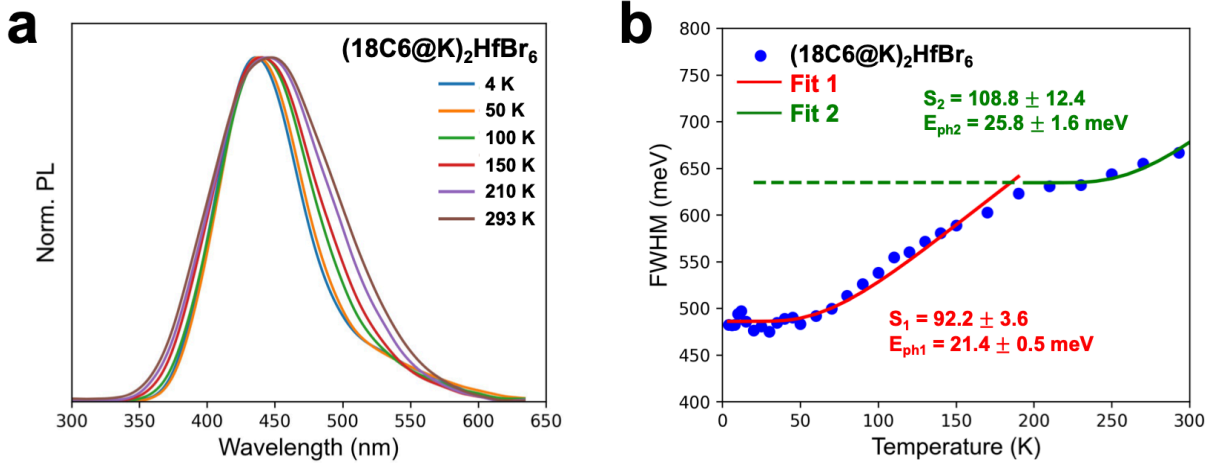 a
(18C6@K)₂HfBr₆
4 K
50 K
100 K
150 K
210 K
293 K
Norm. PL
300 350 400 450 500 550 600 650
Wavelength (nm)
b
800
750
700
650
600
550
500
450
400
FWHM (meV)
(18C6@K)₂HfBr₆
Fit 1
Fit 2
S₂ = 108.8 ± 12.4
Eₚₕ₂ = 25.8 ± 1.6 meV
S₁ = 92.2 ± 3.6
Eₚₕ₁ = 21.4 ± 0.5 meV
0 50 100 150 200 250 300
Temperature (K)